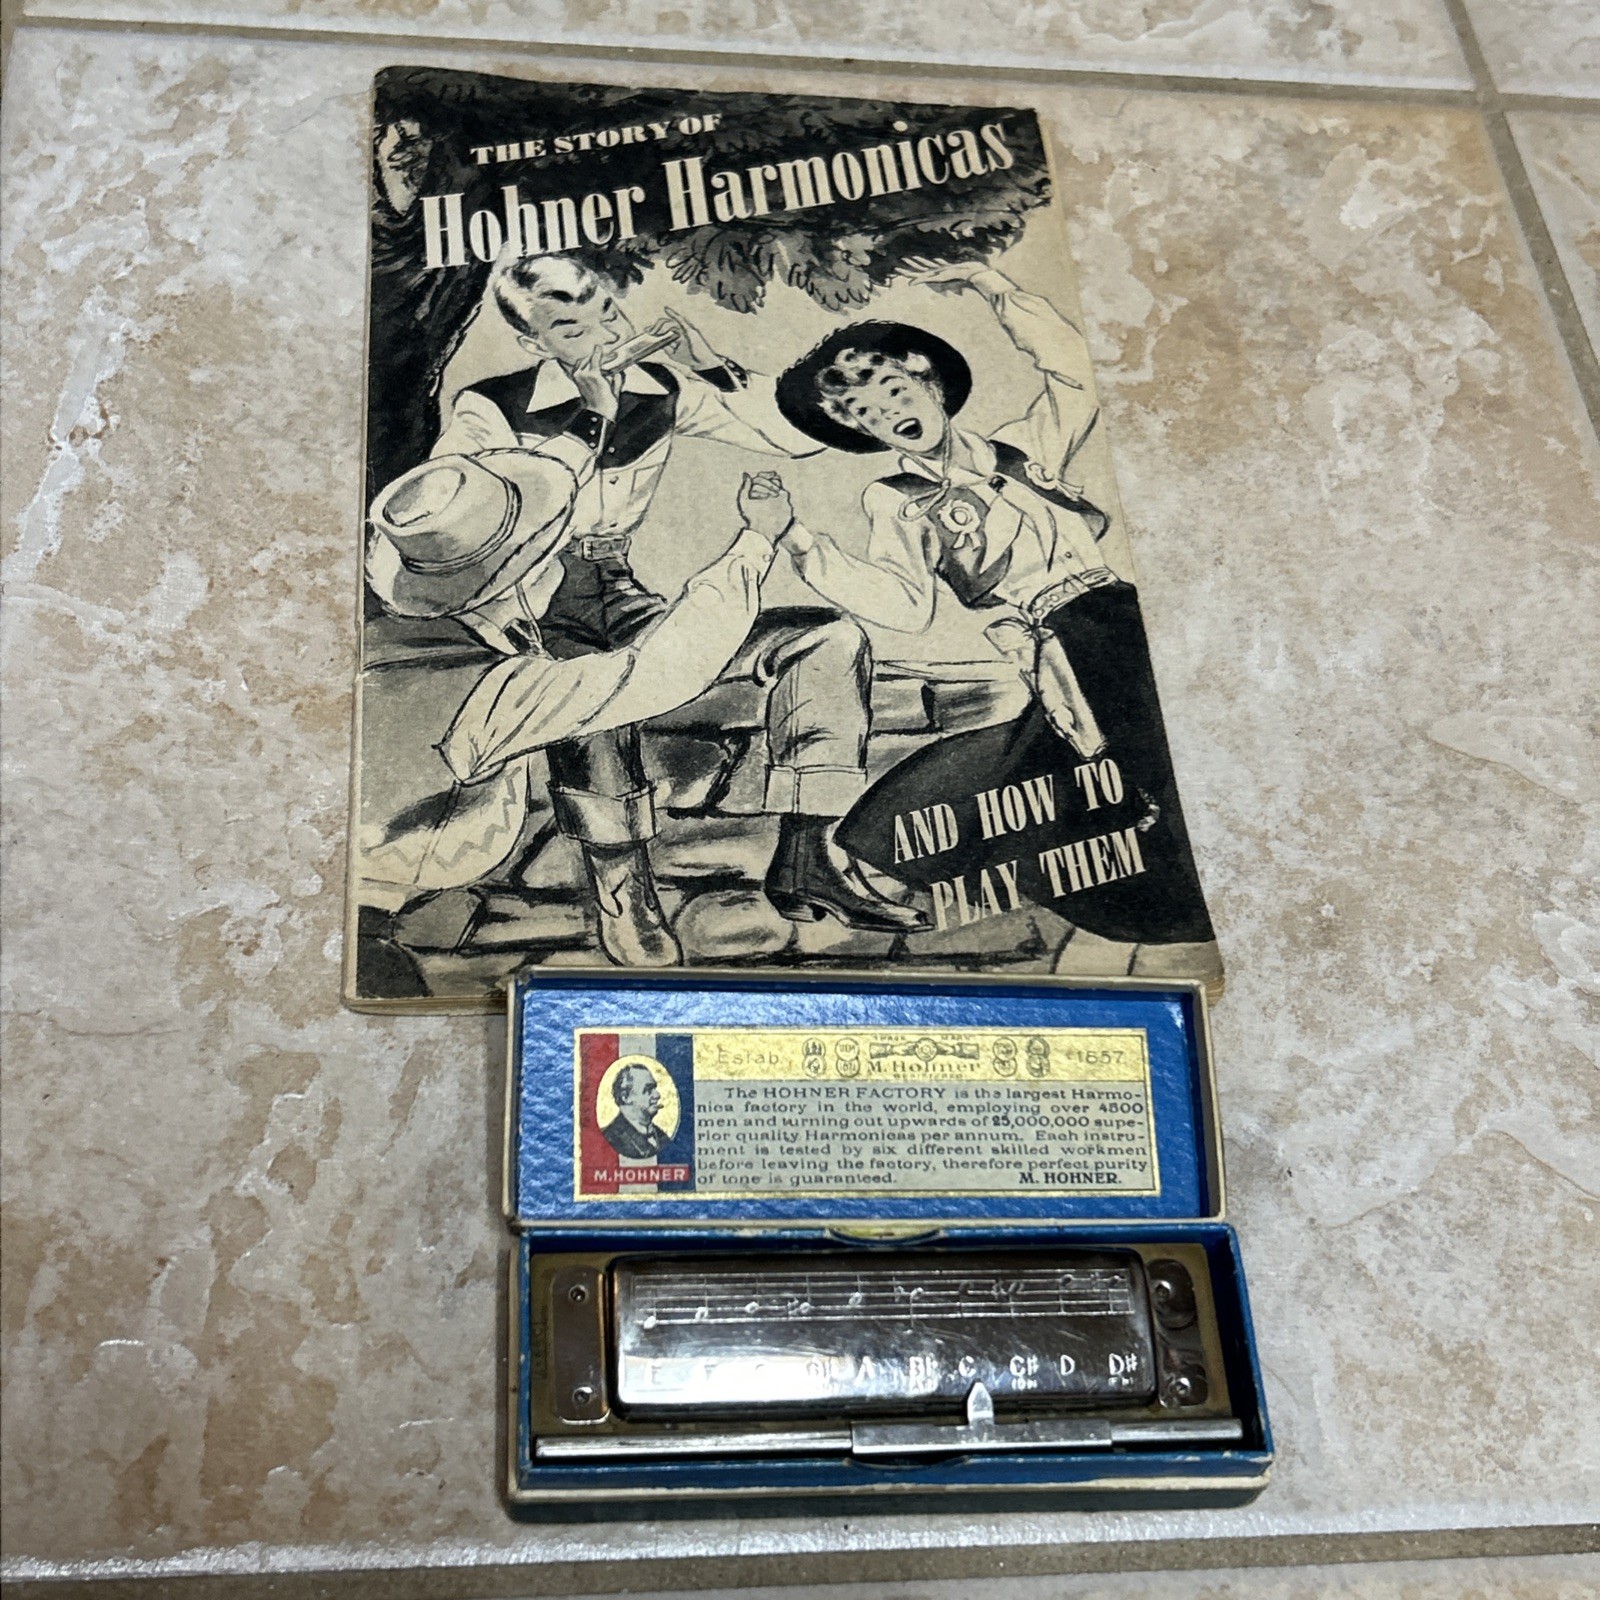 THE STORY OF
Hohner Harmonicas
AND HOW TO
PLAY THEM
Estab. TRADE MARK 1857
M. Hohner
REGISTERED
M. HOHNER
The HOHNER FACTORY is the largest Harmo-
nica factory in the world, employing over 4500
men and turning out upwards of 25,000,000 supe-
rior quality Harmonicas per annum. Each instru-
ment is tested by six different skilled workmen
before leaving the factory, therefore perfect purity
of tone is guaranteed. M. HOHNER.
E F A B♭ C C# D D#